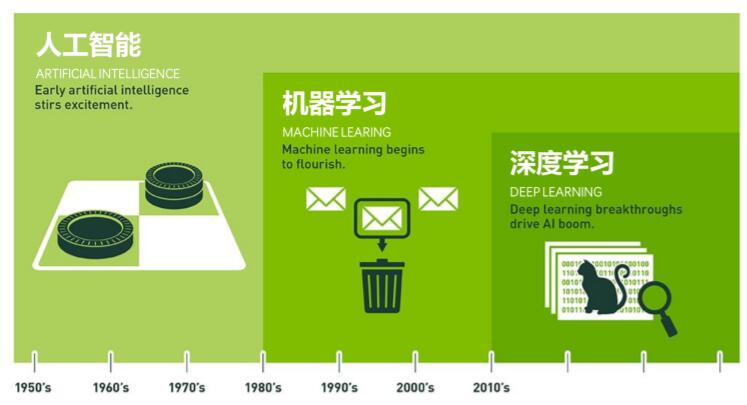 人工智能
ARTIFICIAL INTELLIGENCE
Early artificial intelligence
stirs excitement.
机器学习
MACHINE LEARING
Machine learning begins
to flourish.
深度学习
DEEP LEARNING
Deep learning breakthroughs
drive AI boom.
1950's
1960's
1970's
1980's
1990's
2000's
2010's